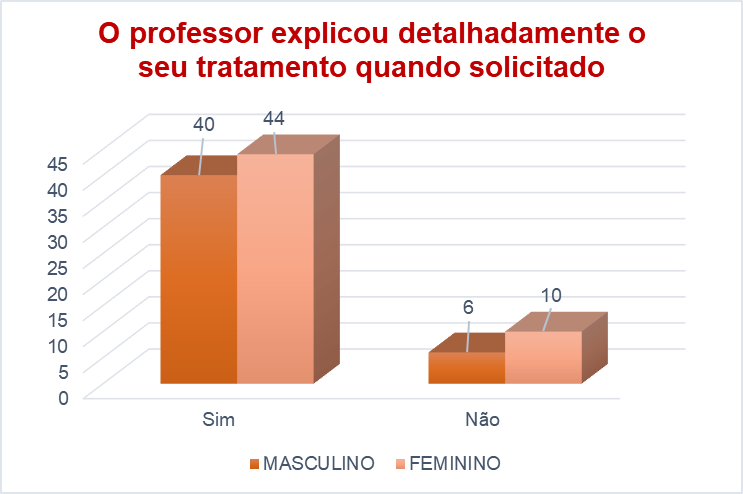 O professor explicou detalhadamente o
seu tratamento quando solicitado
40
44
6
10
45
40
35
30
25
20
15
10
5
0
Sim
Não
MASCULINO
FEMININO